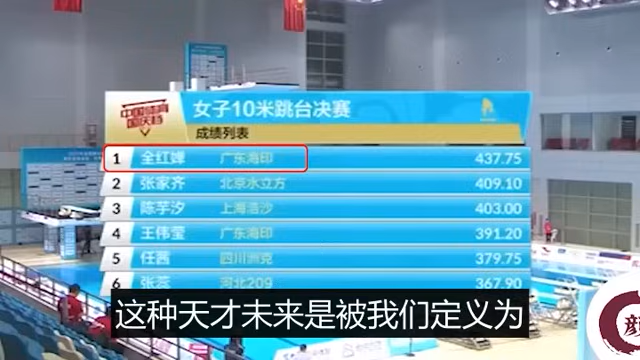 女子10米跳台决赛
成绩列表
1 全红婵 广东海印 437.75
2 张家齐 北京水立方 409.10
3 陈芋汐 上海浩沙 403.00
4 王伟莹 广东海印 391.20
5 任茜 四川洲克 379.75
6 张蕊 河北209 367.90
这种天才未来是被我们定义为
颜